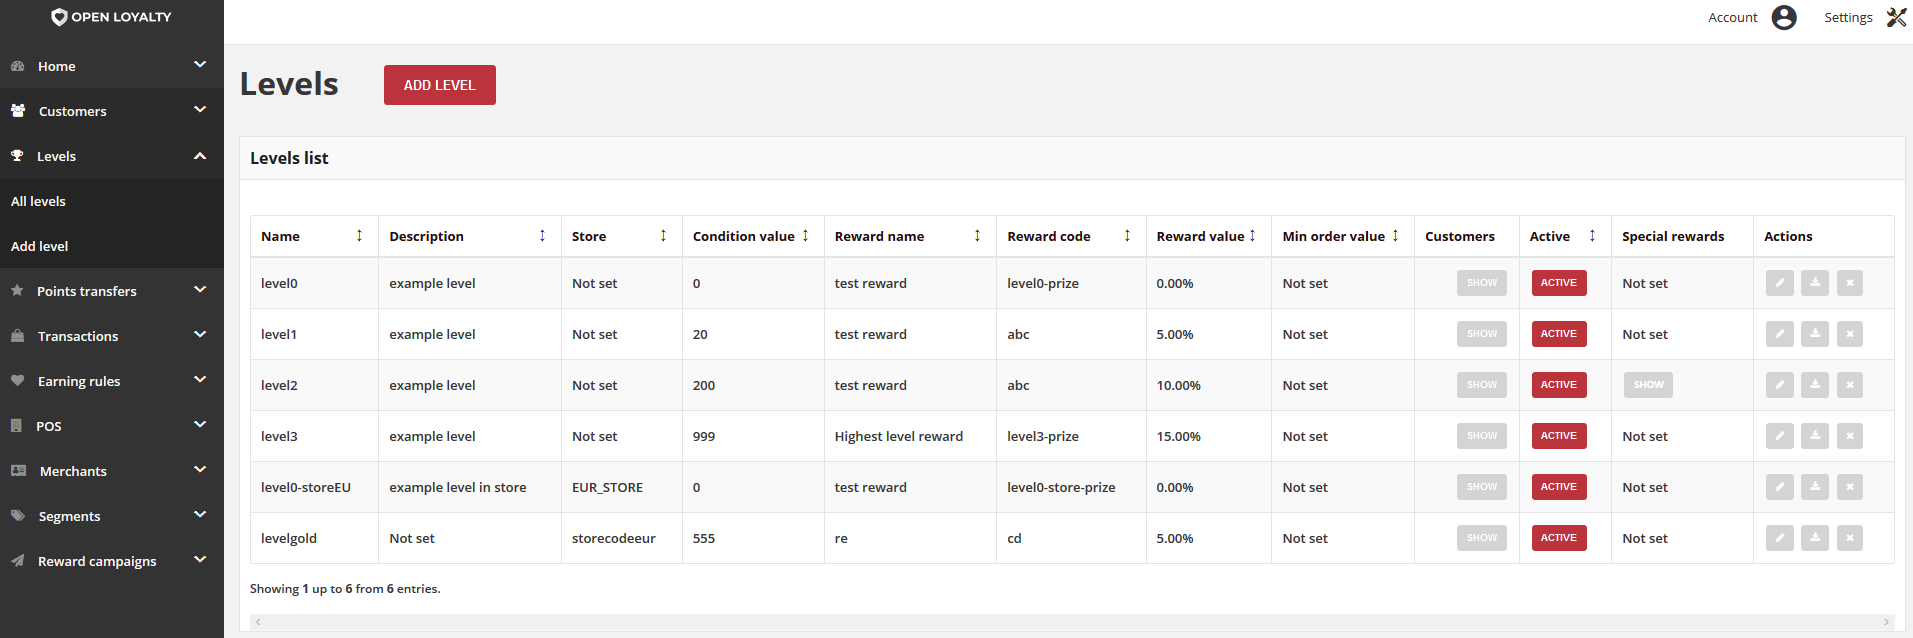 OPEN LOYALTY
Account
Settings
Home
Customers
Levels
All levels
Add level
Points transfers
Transactions
Earning rules
POS
Merchants
Segments
Reward campaigns
Levels
ADD LEVEL
Levels list
Name Description Store Condition value Reward name Reward code Reward value Min order value Customers Active Special rewards Actions
level0 example level Not set 0 test reward level0-prize 0.00% Not set SHOW ACTIVE Not set
level1 example level Not set 20 test reward abc 5.00% Not set SHOW ACTIVE Not set
level2 example level Not set 200 test reward abc 10.00% Not set SHOW ACTIVE SHOW
level3 example level Not set 999 Highest level reward level3-prize 15.00% Not set SHOW ACTIVE Not set
level0-storeEU example level in store EUR_STORE 0 test reward level0-store-prize 0.00% Not set SHOW ACTIVE Not set
levelgold Not set storecodeeur 555 re cd 5.00% Not set SHOW ACTIVE Not set
Showing 1 up to 6 from 6 entries.